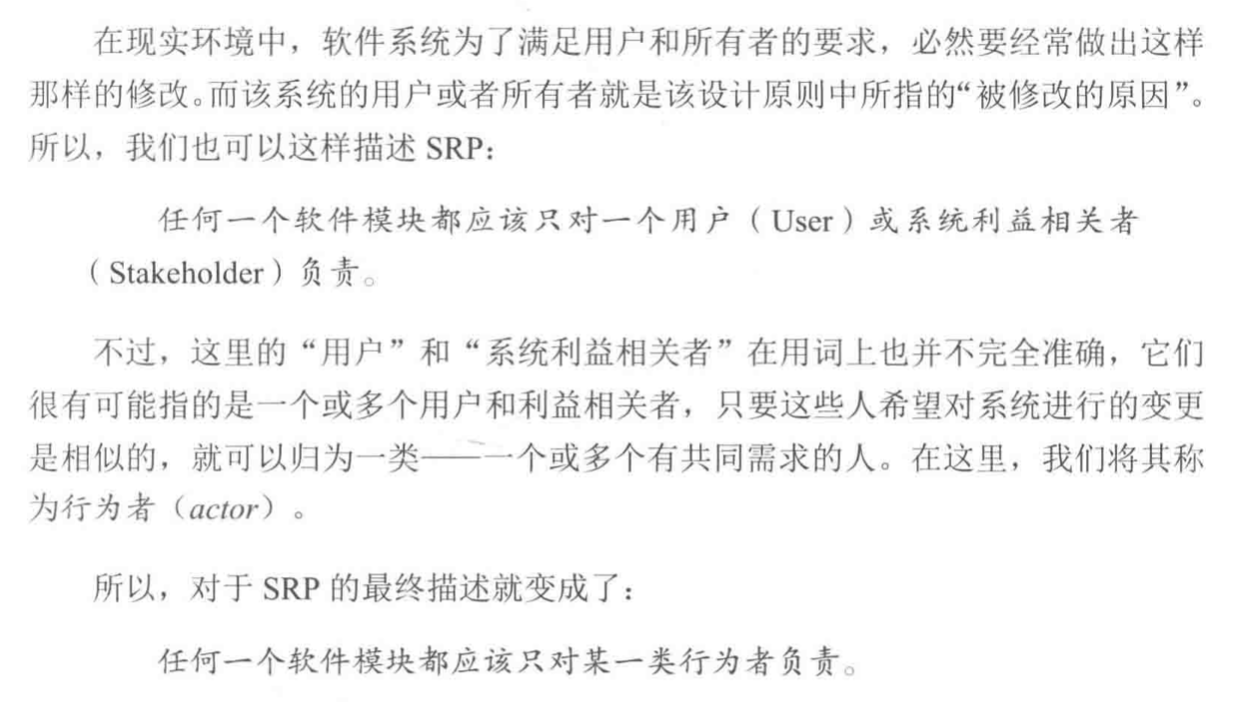 在现实环境中，软件系统为了满足用户和所有者的要求，必然要经常做出这样
那样的修改。而该系统的用户或者所有者就是该设计原则中所指的“被修改的原因”。
所以，我们也可以这样描述 SRP：
任何一个软件模块都应该只对一个用户（User）或系统利益相关者
（Stakeholder）负责。
不过，这里的“用户”和“系统利益相关者”在用词上也并不完全准确，它们
很有可能指的是一个或多个用户和利益相关者，只要这些人希望对系统进行的变更
是相似的，就可以归为一类——一个或多个有共同需求的人。在这里，我们将其称
为行为者（actor）。
所以，对于 SRP 的最终描述就变成了：
任何一个软件模块都应该只对某一类行为者负责。